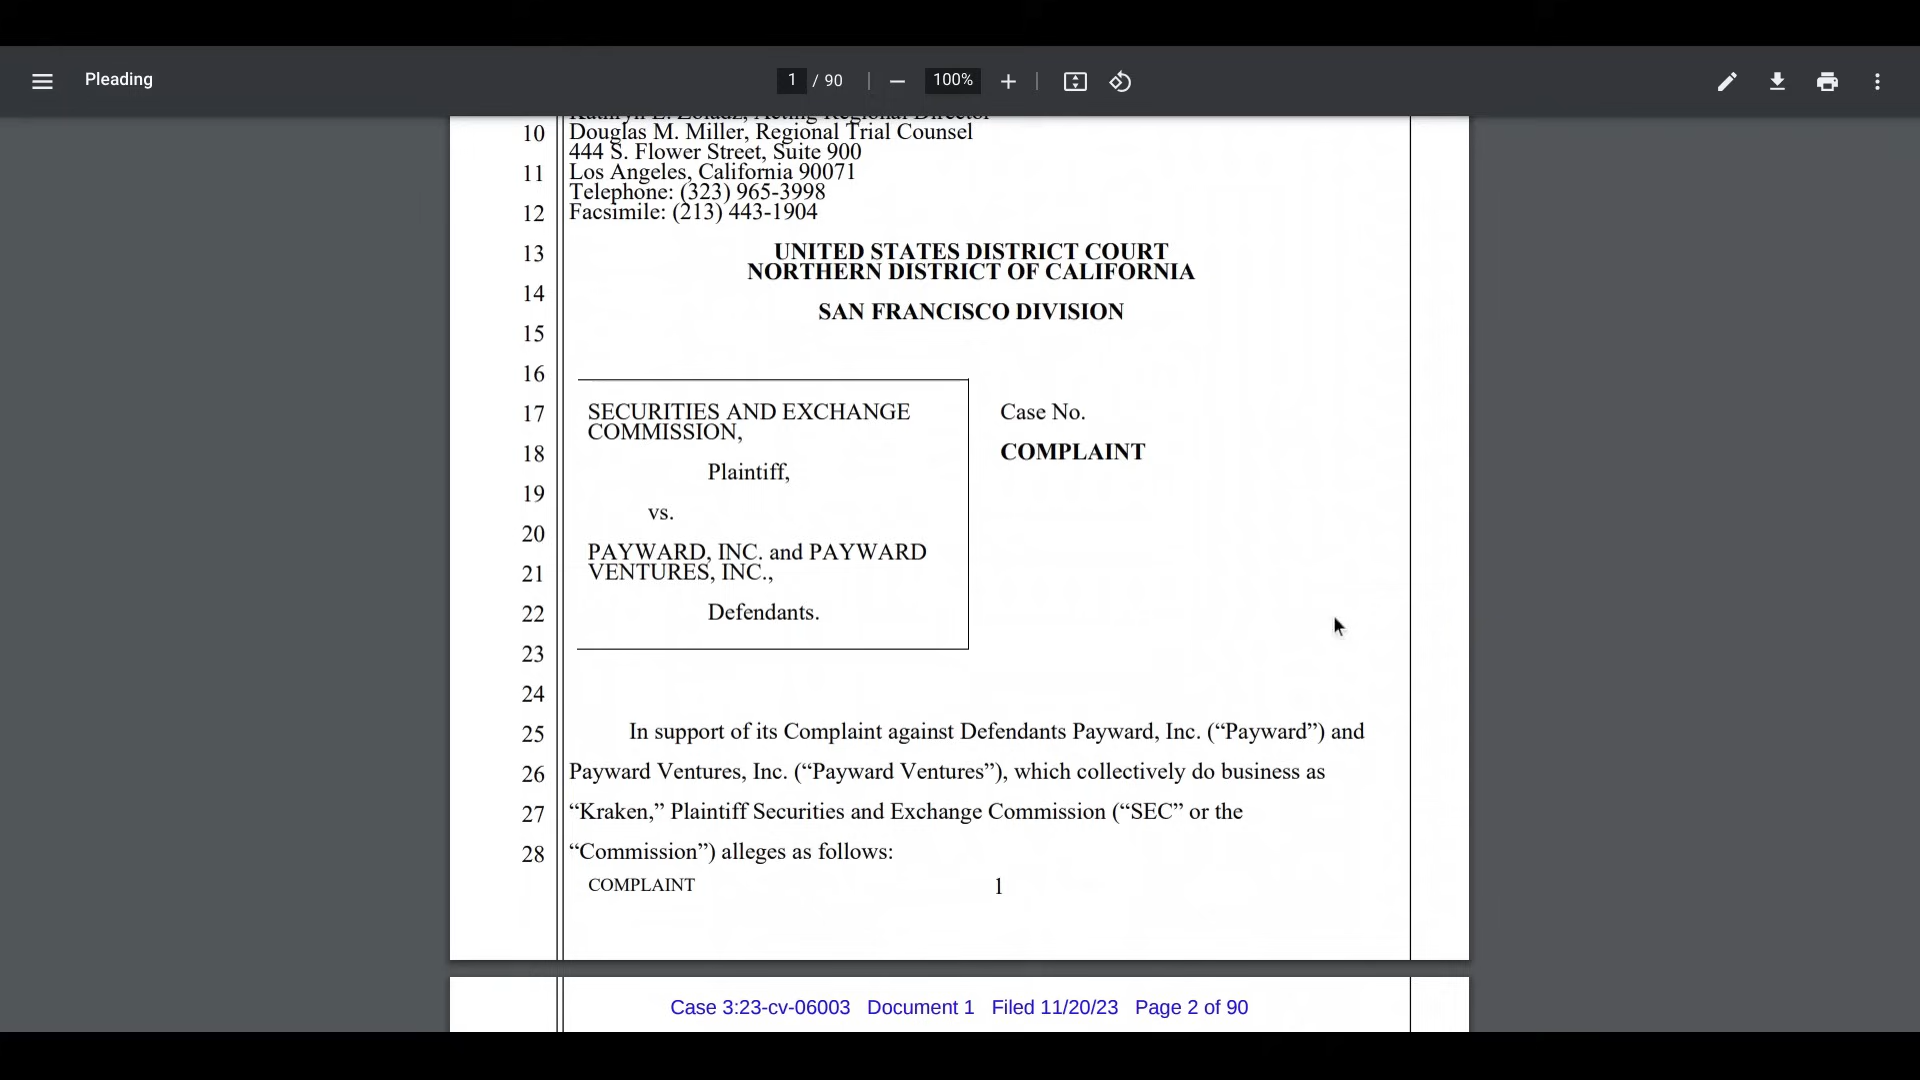 Pleading
1 / 90
100%
Kathryn E. Zoladz, Acting Regional Director
10 Douglas M. Miller, Regional Trial Counsel
444 S. Flower Street, Suite 900
11 Los Angeles, California 90071
Telephone: (323) 965-3998
12 Facsimile: (213) 443-1904
13 UNITED STATES DISTRICT COURT
NORTHERN DISTRICT OF CALIFORNIA
14
SAN FRANCISCO DIVISION
15
16
17 SECURITIES AND EXCHANGE Case No.
COMMISSION,
18 COMPLAINT
Plaintiff,
19
vs.
20
PAYWARD, INC. and PAYWARD
21 VENTURES, INC.,
22 Defendants.
23
24
25 In support of its Complaint against Defendants Payward, Inc. (“Payward”) and
26 Payward Ventures, Inc. (“Payward Ventures”), which collectively do business as
27 “Kraken,” Plaintiff Securities and Exchange Commission (“SEC” or the
28 “Commission”) alleges as follows:
COMPLAINT 1
Case 3:23-cv-06003 Document 1 Filed 11/20/23 Page 2 of 90